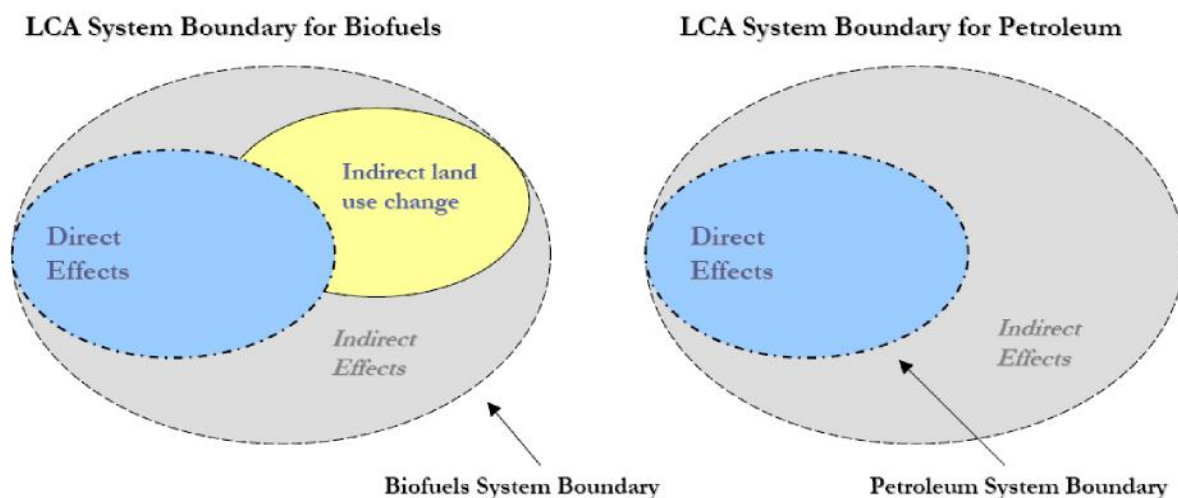 LCA System Boundary for Biofuels
Indirect land
use change
Direct
Effects
Indirect
Effects
Biofuels System Boundary
LCA System Boundary for Petroleum
Direct
Effects
Indirect
Effects
Petroleum System Boundary